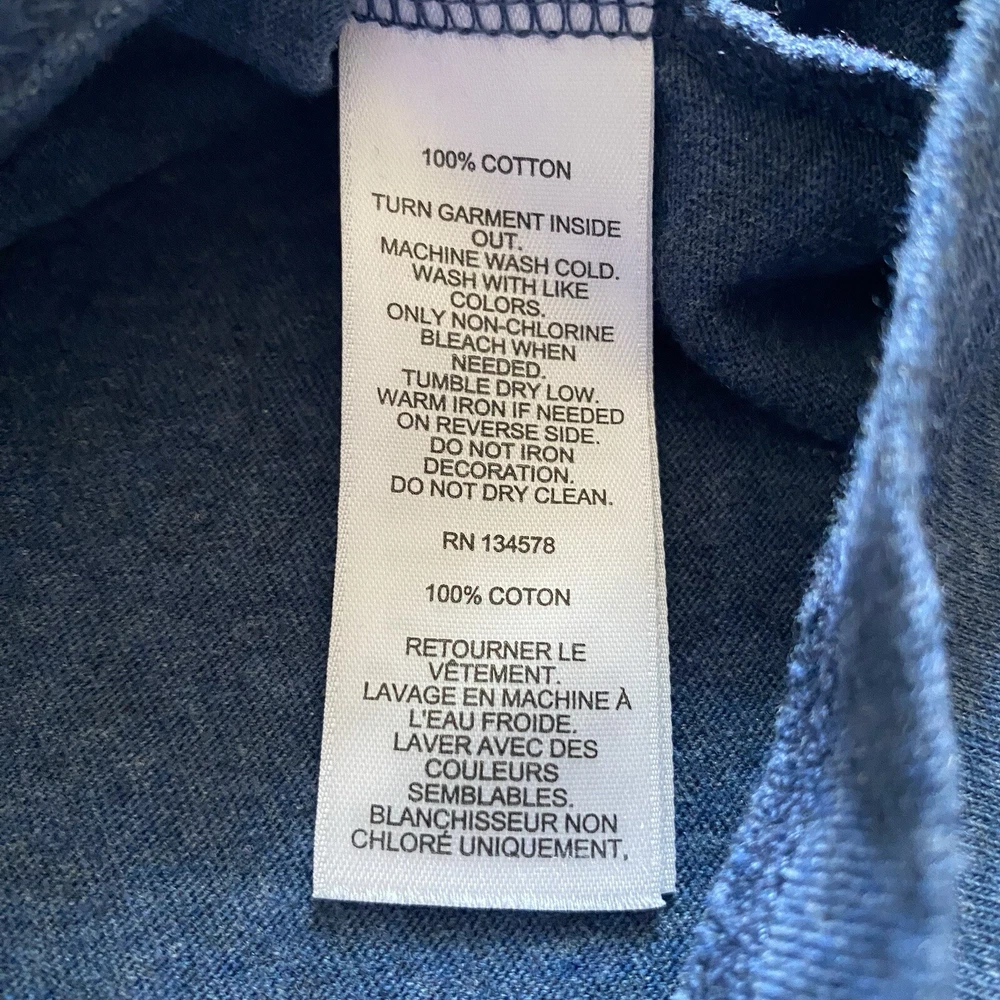 100% COTTON
TURN GARMENT INSIDE
OUT.
MACHINE WASH COLD.
WASH WITH LIKE
COLORS.
ONLY NON-CHLORINE
BLEACH WHEN
NEEDED.
TUMBLE DRY LOW.
WARM IRON IF NEEDED
ON REVERSE SIDE.
DO NOT IRON
DECORATION.
DO NOT DRY CLEAN.
RN 134578
100% COTON
RETOURNER LE
VÊTEMENT.
LAVAGE EN MACHINE À
L'EAU FROIDE.
LAVER AVEC DES
COULEURS
SEMBLABLES.
BLANCHISSEUR NON
CHLORÉ UNIQUEMENT,